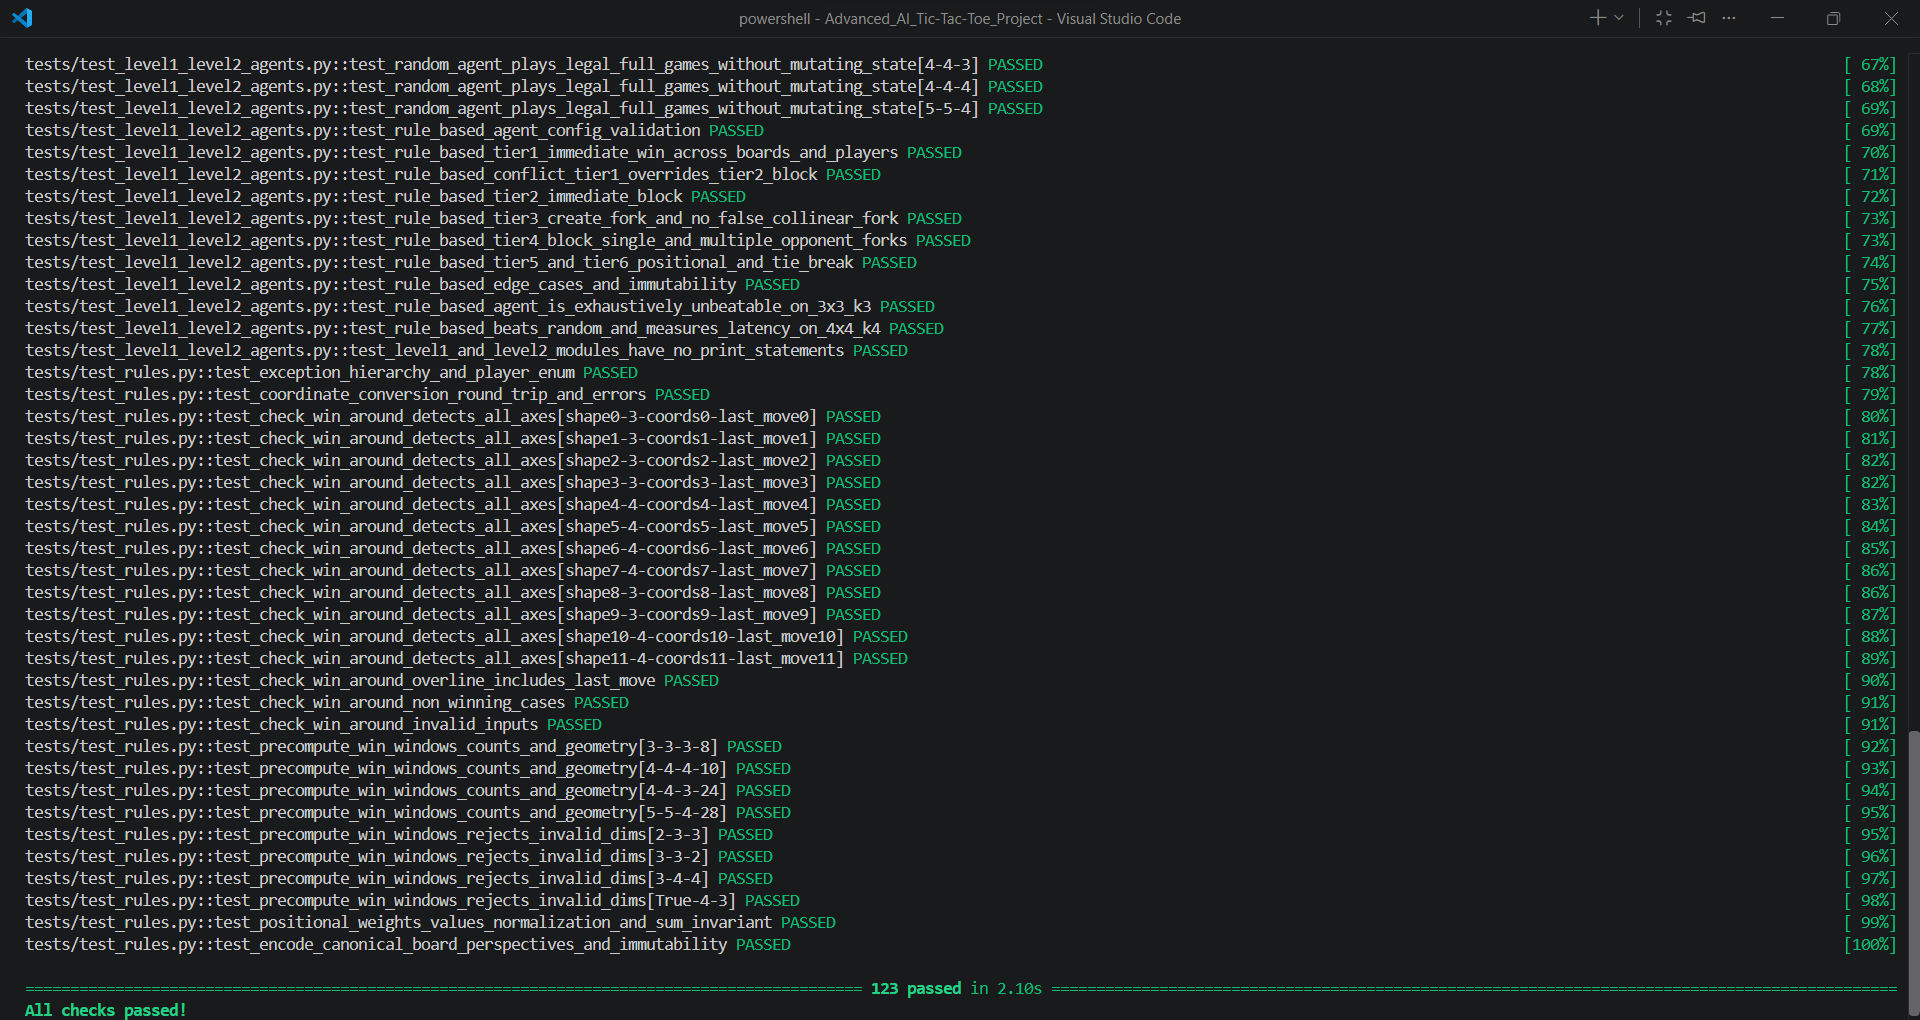 powershell - Advanced_AI_Tic-Tac-Toe_Project - Visual Studio Code
tests/test_level1_level2_agents.py::test_random_agent_plays_legal_full_games_without_mutating_state[4-4-3] PASSED [ 67%]
tests/test_level1_level2_agents.py::test_random_agent_plays_legal_full_games_without_mutating_state[4-4-4] PASSED [ 68%]
tests/test_level1_level2_agents.py::test_random_agent_plays_legal_full_games_without_mutating_state[5-5-4] PASSED [ 69%]
tests/test_level1_level2_agents.py::test_rule_based_agent_config_validation PASSED [ 69%]
tests/test_level1_level2_agents.py::test_rule_based_tier1_immediate_win_across_boards_and_players PASSED [ 70%]
tests/test_level1_level2_agents.py::test_rule_based_conflict_tier1_overrides_tier2_block PASSED [ 71%]
tests/test_level1_level2_agents.py::test_rule_based_tier2_immediate_block PASSED [ 72%]
tests/test_level1_level2_agents.py::test_rule_based_tier3_create_fork_and_no_false_collinear_fork PASSED [ 73%]
tests/test_level1_level2_agents.py::test_rule_based_tier4_block_single_and_multiple_opponent_forks PASSED [ 73%]
tests/test_level1_level2_agents.py::test_rule_based_tier5_and_tier6_positional_and_tie_break PASSED [ 74%]
tests/test_level1_level2_agents.py::test_rule_based_edge_cases_and_immutability PASSED [ 75%]
tests/test_level1_level2_agents.py::test_rule_based_agent_is_exhaustively_unbeatable_on_3x3_k3 PASSED [ 76%]
tests/test_level1_level2_agents.py::test_rule_based_beats_random_and_measures_latency_on_4x4_k4 PASSED [ 77%]
tests/test_level1_level2_agents.py::test_level1_and_level2_modules_have_no_print_statements PASSED [ 78%]
tests/test_rules.py::test_exception_hierarchy_and_player_enum PASSED [ 78%]
tests/test_rules.py::test_coordinate_conversion_round_trip_and_errors PASSED [ 79%]
tests/test_rules.py::test_check_win_around_detects_all_axes[shape0-3-coords0-last_move0] PASSED [ 80%]
tests/test_rules.py::test_check_win_around_detects_all_axes[shape1-3-coords1-last_move1] PASSED [ 81%]
tests/test_rules.py::test_check_win_around_detects_all_axes[shape2-3-coords2-last_move2] PASSED [ 82%]
tests/test_rules.py::test_check_win_around_detects_all_axes[shape3-3-coords3-last_move3] PASSED [ 82%]
tests/test_rules.py::test_check_win_around_detects_all_axes[shape4-4-coords4-last_move4] PASSED [ 83%]
tests/test_rules.py::test_check_win_around_detects_all_axes[shape5-4-coords5-last_move5] PASSED [ 84%]
tests/test_rules.py::test_check_win_around_detects_all_axes[shape6-4-coords6-last_move6] PASSED [ 85%]
tests/test_rules.py::test_check_win_around_detects_all_axes[shape7-4-coords7-last_move7] PASSED [ 86%]
tests/test_rules.py::test_check_win_around_detects_all_axes[shape8-3-coords8-last_move8] PASSED [ 86%]
tests/test_rules.py::test_check_win_around_detects_all_axes[shape9-3-coords9-last_move9] PASSED [ 87%]
tests/test_rules.py::test_check_win_around_detects_all_axes[shape10-4-coords10-last_move10] PASSED [ 88%]
tests/test_rules.py::test_check_win_around_detects_all_axes[shape11-4-coords11-last_move11] PASSED [ 89%]
tests/test_rules.py::test_check_win_around_overline_includes_last_move PASSED [ 90%]
tests/test_rules.py::test_check_win_around_non_winning_cases PASSED [ 91%]
tests/test_rules.py::test_check_win_around_invalid_inputs PASSED [ 91%]
tests/test_rules.py::test_precompute_win_windows_counts_and_geometry[3-3-3-8] PASSED [ 92%]
tests/test_rules.py::test_precompute_win_windows_counts_and_geometry[4-4-4-10] PASSED [ 93%]
tests/test_rules.py::test_precompute_win_windows_counts_and_geometry[4-4-3-24] PASSED [ 94%]
tests/test_rules.py::test_precompute_win_windows_counts_and_geometry[5-5-4-28] PASSED [ 95%]
tests/test_rules.py::test_precompute_win_windows_rejects_invalid_dims[2-3-3] PASSED [ 95%]
tests/test_rules.py::test_precompute_win_windows_rejects_invalid_dims[3-3-2] PASSED [ 96%]
tests/test_rules.py::test_precompute_win_windows_rejects_invalid_dims[3-4-4] PASSED [ 97%]
tests/test_rules.py::test_precompute_win_windows_rejects_invalid_dims[True-4-3] PASSED [ 98%]
tests/test_rules.py::test_positional_weights_values_normalization_and_sum_invariant PASSED [ 99%]
tests/test_rules.py::test_encode_canonical_board_perspectives_and_immutability PASSED [100%]
============================================================================================= 123 passed in 2.10s ==============================================================================================
All checks passed!